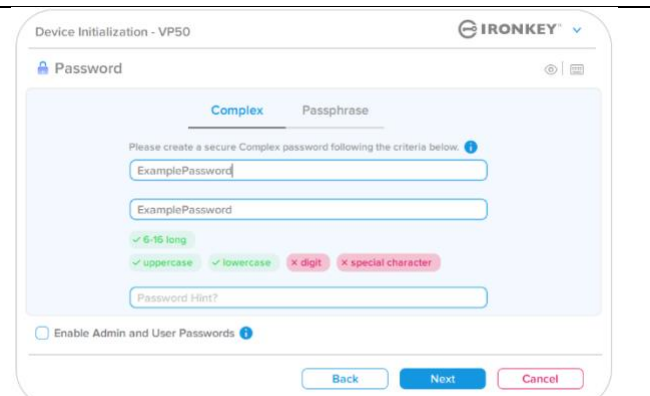 Device Initialization - VP50
IRONKEY™
Password
Complex Passphrase
Please create a secure Complex password following the criteria below.
ExamplePassword
ExamplePassword
✓ 6-16 long
✓ uppercase ✓ lowercase × digit × special character
Password Hint?
Enable Admin and User Passwords
Back Next Cancel